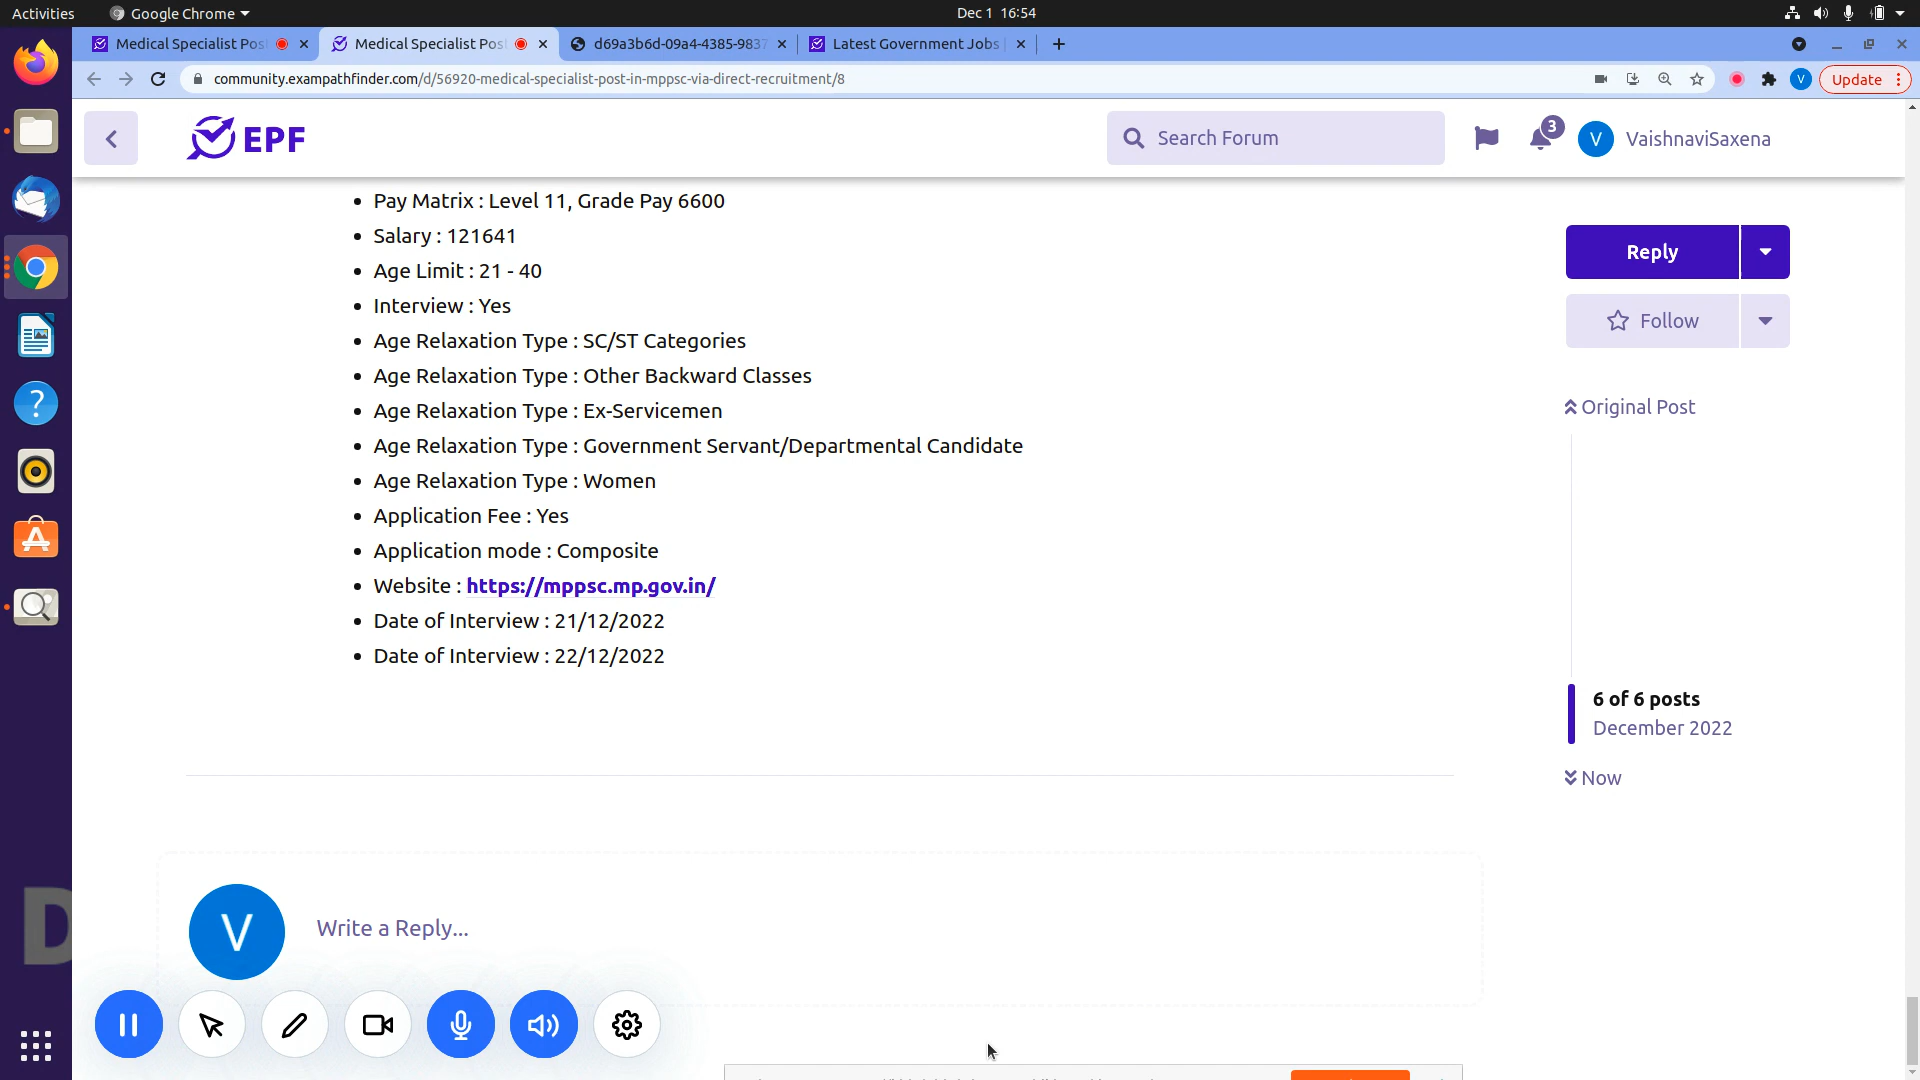 Activities
Google Chrome
Dec 1 16:54
Medical Specialist Pos
Medical Specialist Pos
d69a3b6d-09a4-4385-9837
Latest Government Jobs
community.exampathfinder.com/d/56920-medical-specialist-post-in-mppsc-via-direct-recruitment/8
V
Update
EPF
Search Forum
3
V
VaishnaviSaxena
Pay Matrix : Level 11, Grade Pay 6600
Salary : 121641
Age Limit : 21 - 40
Interview : Yes
Age Relaxation Type : SC/ST Categories
Age Relaxation Type : Other Backward Classes
Age Relaxation Type : Ex-Servicemen
Age Relaxation Type : Government Servant/Departmental Candidate
Age Relaxation Type : Women
Application Fee : Yes
Application mode : Composite
Website : https://mppsc.mp.gov.in/
Date of Interview : 21/12/2022
Date of Interview : 22/12/2022
Reply
Follow
Original Post
6 of 6 posts
December 2022
Now
V
Write a Reply...
D